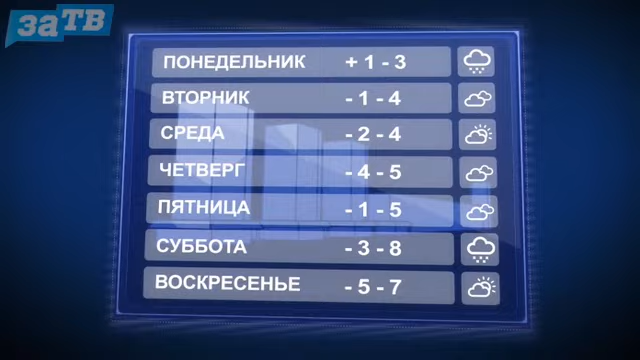 заТВ
ПОНЕДЕЛЬНИК + 1 - 3
ВТОРНИК - 1 - 4
СРЕДА - 2 - 4
ЧЕТВЕРГ - 4 - 5
ПЯТНИЦА - 1 - 5
СУББОТА - 3 - 8
ВОСКРЕСЕНЬЕ - 5 - 7